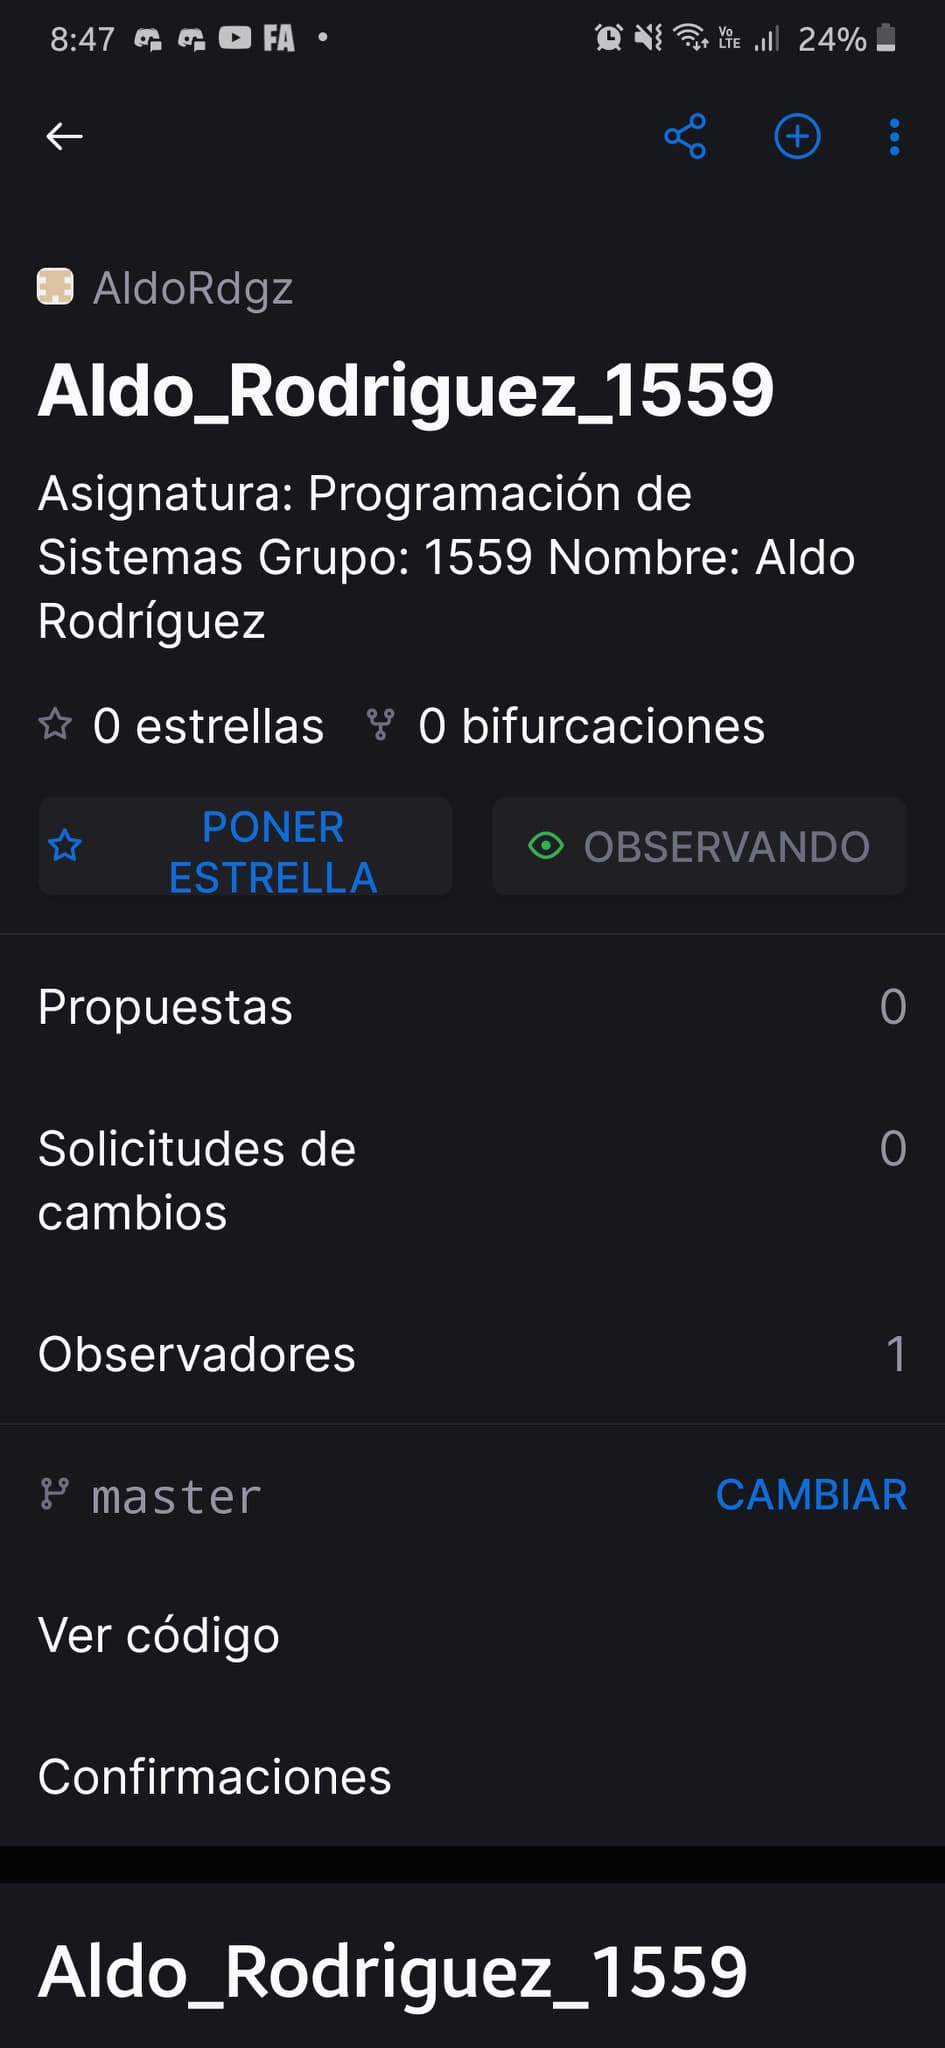 8:47 FA Vo LTE 24%
AldoRdgz
Aldo_Rodriguez_1559
Asignatura: Programación de
Sistemas Grupo: 1559 Nombre: Aldo
Rodríguez
0 estrellas 0 bifurcaciones
PONER
ESTRELLA
OBSERVANDO
Propuestas 0
Solicitudes de 0
cambios
Observadores 1
master CAMBIAR
Ver código
Confirmaciones
Aldo_Rodriguez_1559